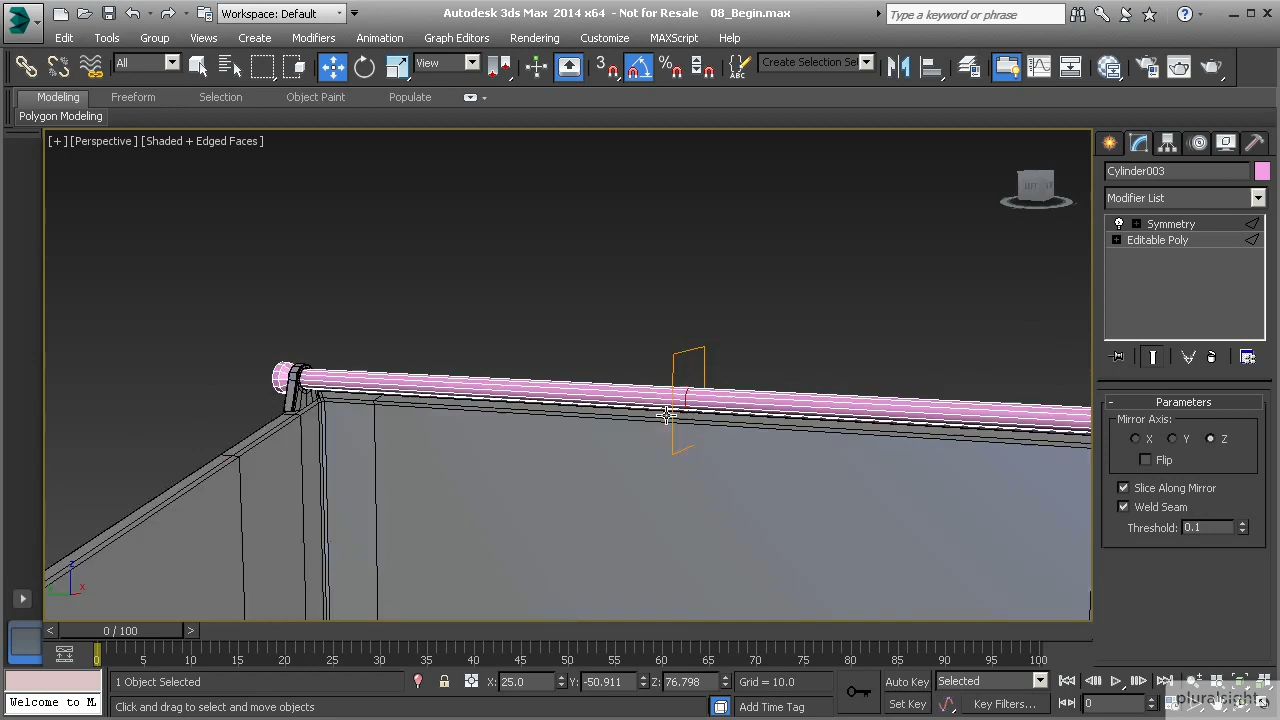 Autodesk 3ds Max 2014 x64 - Not for Resale 08_Begin.max
Workspace: Default
Type a keyword or phrase
File Edit Tools Group Views Create Modifiers Animation Graph Editors Rendering Customize MAXScript Help
All
View
Create Selection Se
Modeling Freeform Selection Object Paint Populate
Polygon Modeling
[+] [Perspective] [Shaded + Edged Faces]
Cylinder003
Modifier List
Symmetry
Editable Poly
Parameters
Mirror Axis:
X Y Z
Flip
Slice Along Mirror
Weld Seam
Threshold: 0.1
0 / 100
0 5 10 15 20 25 30 35 40 45 50 55 60 65 70 75 80 85 90 95 100
1 Object Selected
X: 25.0 Y: -50.911 Z: 76.798
Grid = 10.0
Auto Key
Selected
Welcome to M
Click and drag to select and move objects
Add Time Tag
Set Key
Key Filters...
0
pluralsight